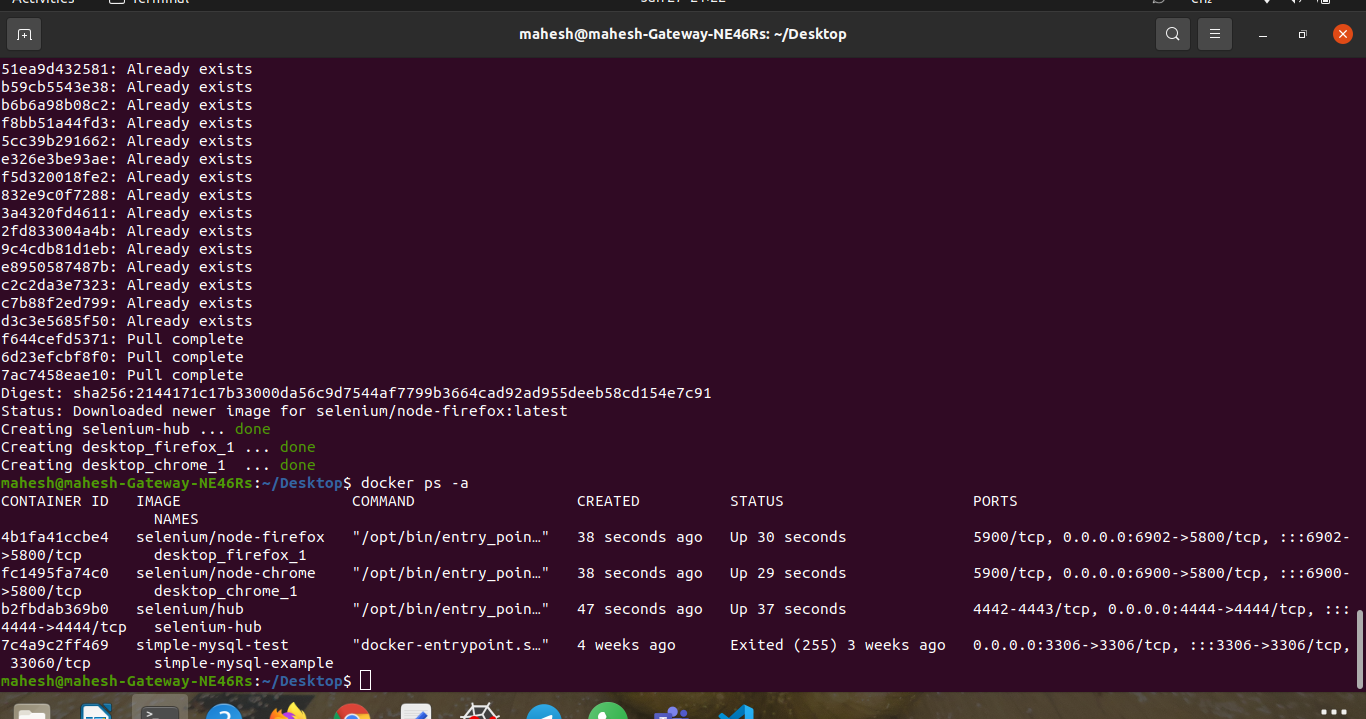 Activities Terminal
mahesh@mahesh-Gateway-NE46Rs: ~/Desktop
51ea9d432581: Already exists
b59cb5543e38: Already exists
b6b6a98b08c2: Already exists
f8bb51a44fd3: Already exists
5cc39b291662: Already exists
e326e3be93ae: Already exists
f5d320018fe2: Already exists
832e9c0f7288: Already exists
3a4320fd4611: Already exists
2fd833004a4b: Already exists
9c4cdb81d1eb: Already exists
e8950587487b: Already exists
c2c2da3e7323: Already exists
c7b88f2ed799: Already exists
d3c3e5685f50: Already exists
f644cefd5371: Pull complete
6d23efcbf8f0: Pull complete
7ac7458eae10: Pull complete
Digest: sha256:2144171c17b33000da56c9d7544af7799b3664cad92ad955deeb58cd154e7c91
Status: Downloaded newer image for selenium/node-firefox:latest
Creating selenium-hub ... done
Creating desktop_firefox_1 ... done
Creating desktop_chrome_1  ... done
mahesh@mahesh-Gateway-NE46Rs:~/Desktop$ docker ps -a
CONTAINER ID   IMAGE                   COMMAND                  CREATED          STATUS                     PORTS
                 NAMES
4b1fa41ccbe4   selenium/node-firefox   "/opt/bin/entry_poin…"   38 seconds ago   Up 30 seconds              5900/tcp, 0.0.0.0:6902->5800/tcp, :::6902-
>5800/tcp        desktop_firefox_1
fc1495fa74c0   selenium/node-chrome    "/opt/bin/entry_poin…"   38 seconds ago   Up 29 seconds              5900/tcp, 0.0.0.0:6900->5800/tcp, :::6900-
>5800/tcp        desktop_chrome_1
b2fbdab369b0   selenium/hub            "/opt/bin/entry_poin…"   47 seconds ago   Up 37 seconds              4442-4443/tcp, 0.0.0.0:4444->4444/tcp, :::
4444->4444/tcp   selenium-hub
7c4a9c2ff469   simple-mysql-test       "docker-entrypoint.s…"   4 weeks ago      Exited (255) 3 weeks ago   0.0.0.0:3306->3306/tcp, :::3306->3306/tcp,
 33060/tcp       simple-mysql-example
mahesh@mahesh-Gateway-NE46Rs:~/Desktop$